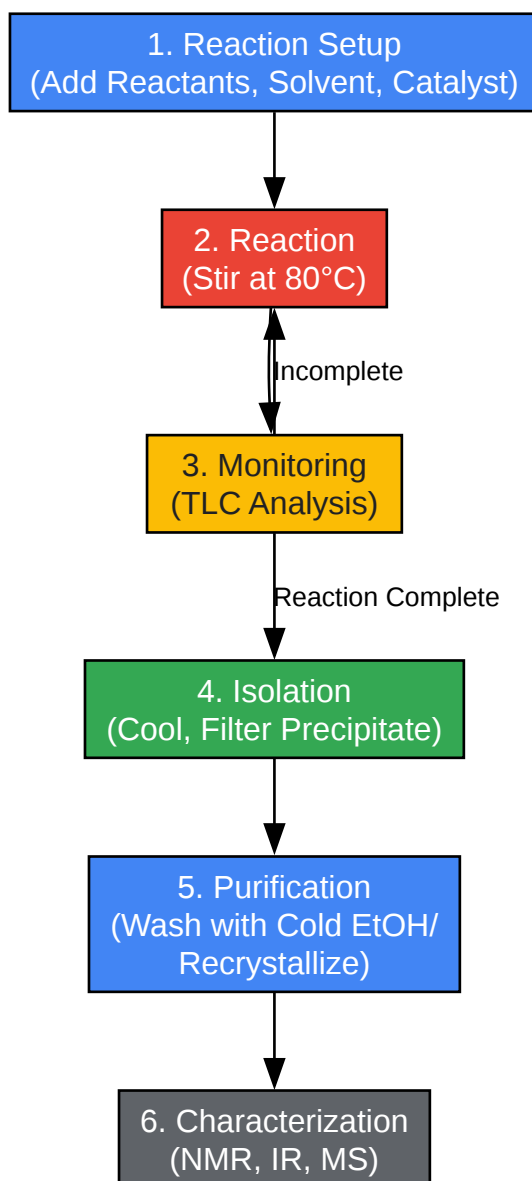 1. Reaction Setup
(Add Reactants, Solvent, Catalyst)
2. Reaction
(Stir at 80°C)
Incomplete
3. Monitoring
(TLC Analysis)
Reaction Complete
4. Isolation
(Cool, Filter Precipitate)
5. Purification
(Wash with Cold EtOH/
Recrystallize)
6. Characterization
(NMR, IR, MS)